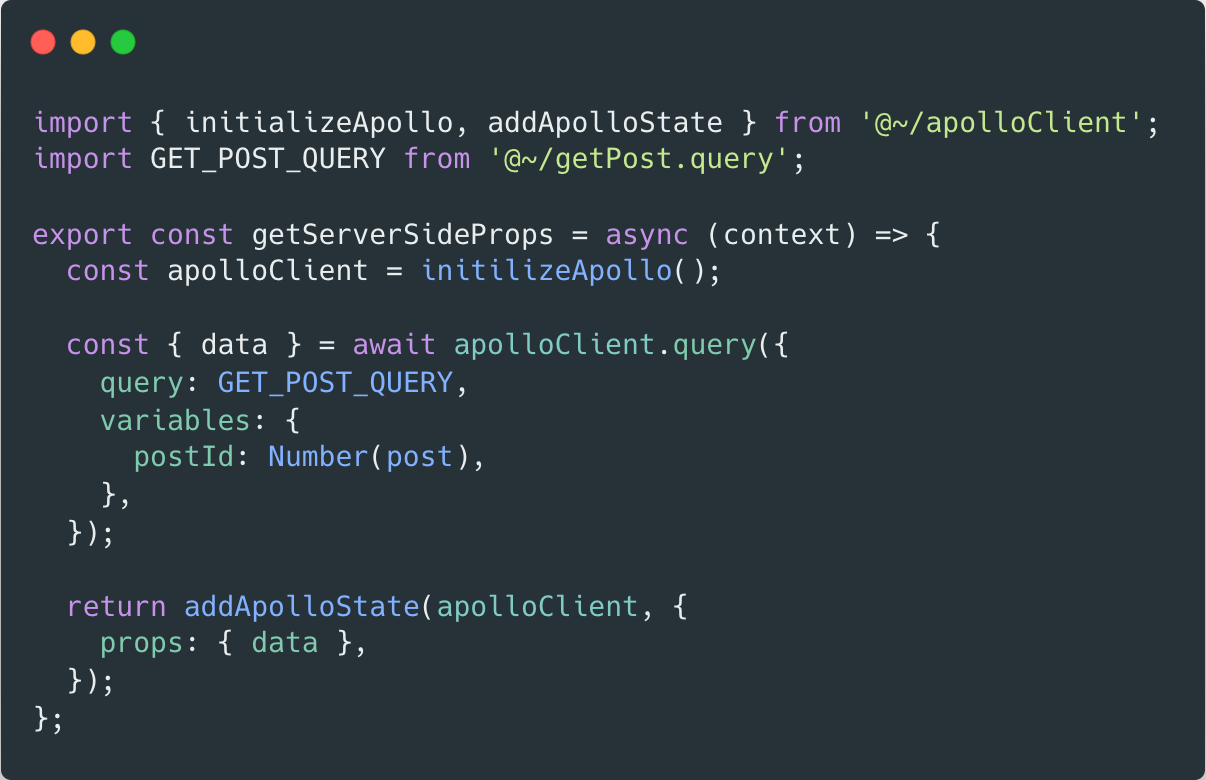 import { initializeApollo, addApolloState } from '@~/apolloClient';
import GET_POST_QUERY from '@~/getPost.query';

export const getServerSideProps = async (context) => {
  const apolloClient = initilizeApollo();

  const { data } = await apolloClient.query({
    query: GET_POST_QUERY,
    variables: {
      postId: Number(post),
    },
  });

  return addApolloState(apolloClient, {
    props: { data },
  });
};